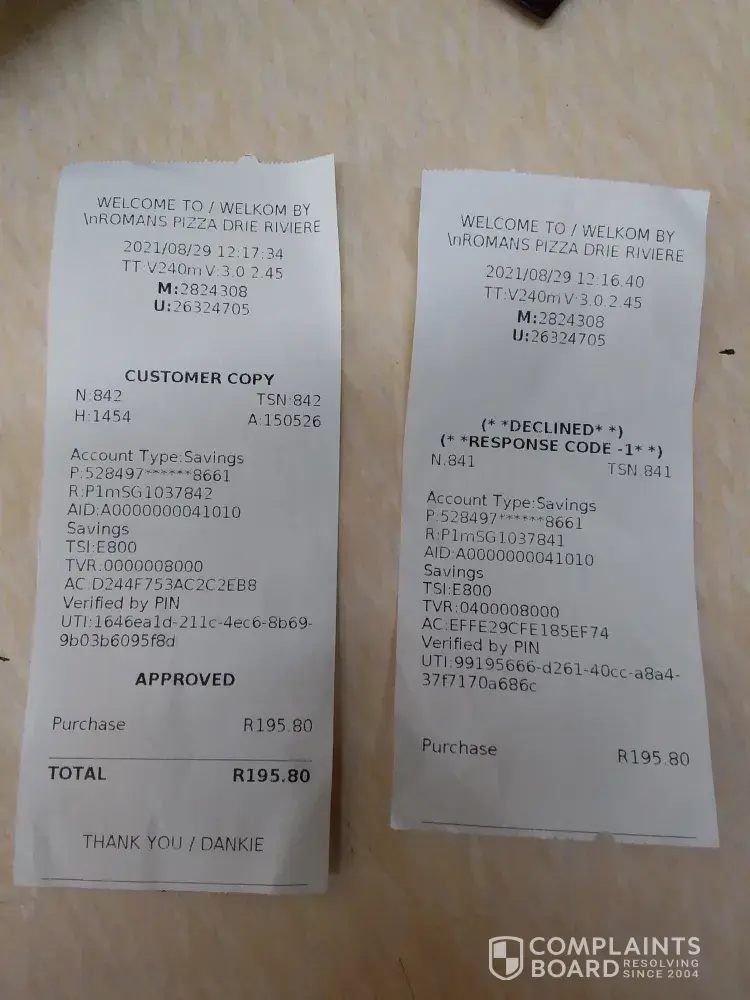 WELCOME TO / WELKOM BY
\nROMANS PIZZA DRIE RIVIERE
2021/08/29 12:17:34
TT:V240m V:3.0 2.45
M:2824308
U:26324705
CUSTOMER COPY
N:842 TSN:842
H:1454 A:150526
Account Type:Savings
P:528497******8661
R:P1mSG1037842
AID:A0000000041010
Savings
TSI:E800
TVR:0000008000
AC:D244F753AC2C2EB8
Verified by PIN
UTI:1646ea1d-211c-4ec6-8b69-
9b03b6095f8d
APPROVED
Purchase R195.80
TOTAL R195.80
THANK YOU / DANKIE
WELCOME TO / WELKOM BY
\nROMANS PIZZA DRIE RIVIERE
2021/08/29 12:16:40
TT:V240m V:3.0 2.45
M:2824308
U:26324705
(* *DECLINED* *)
(* *RESPONSE CODE -1* *)
N:841 TSN:841
Account Type:Savings
P:528497******8661
R:P1mSG1037841
AID:A0000000041010
Savings
TSI:E800
TVR:0400008000
AC:EFFE29CFE185EF74
Verified by PIN
UTI:99195666-d261-40cc-a8a4-
37f7170a686c
Purchase R195.80
COMPLAINTS
BOARD RESOLVING
SINCE 2004